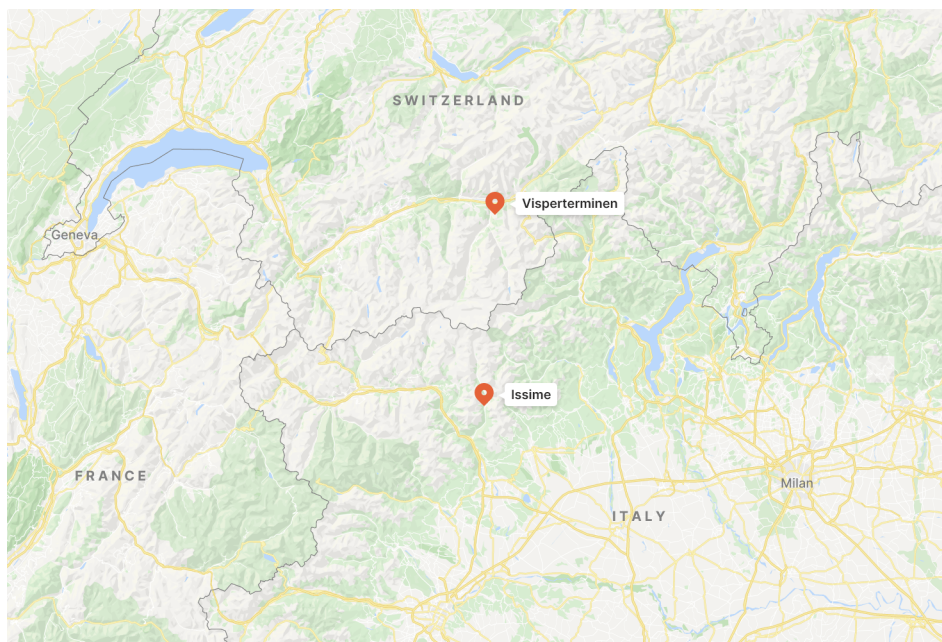 SWITZERLAND
Visperterminen
Geneva
Issime
FRANCE
Milan
ITALY